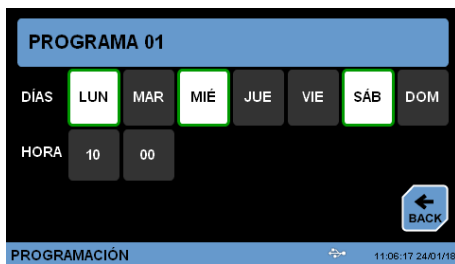 PROGRAMA 01
DÍAS LUN MAR MIÉ JUE VIE SÁB DOM
HORA 10 00
BACK
PROGRAMACIÓN 11:06:17 24/01/18